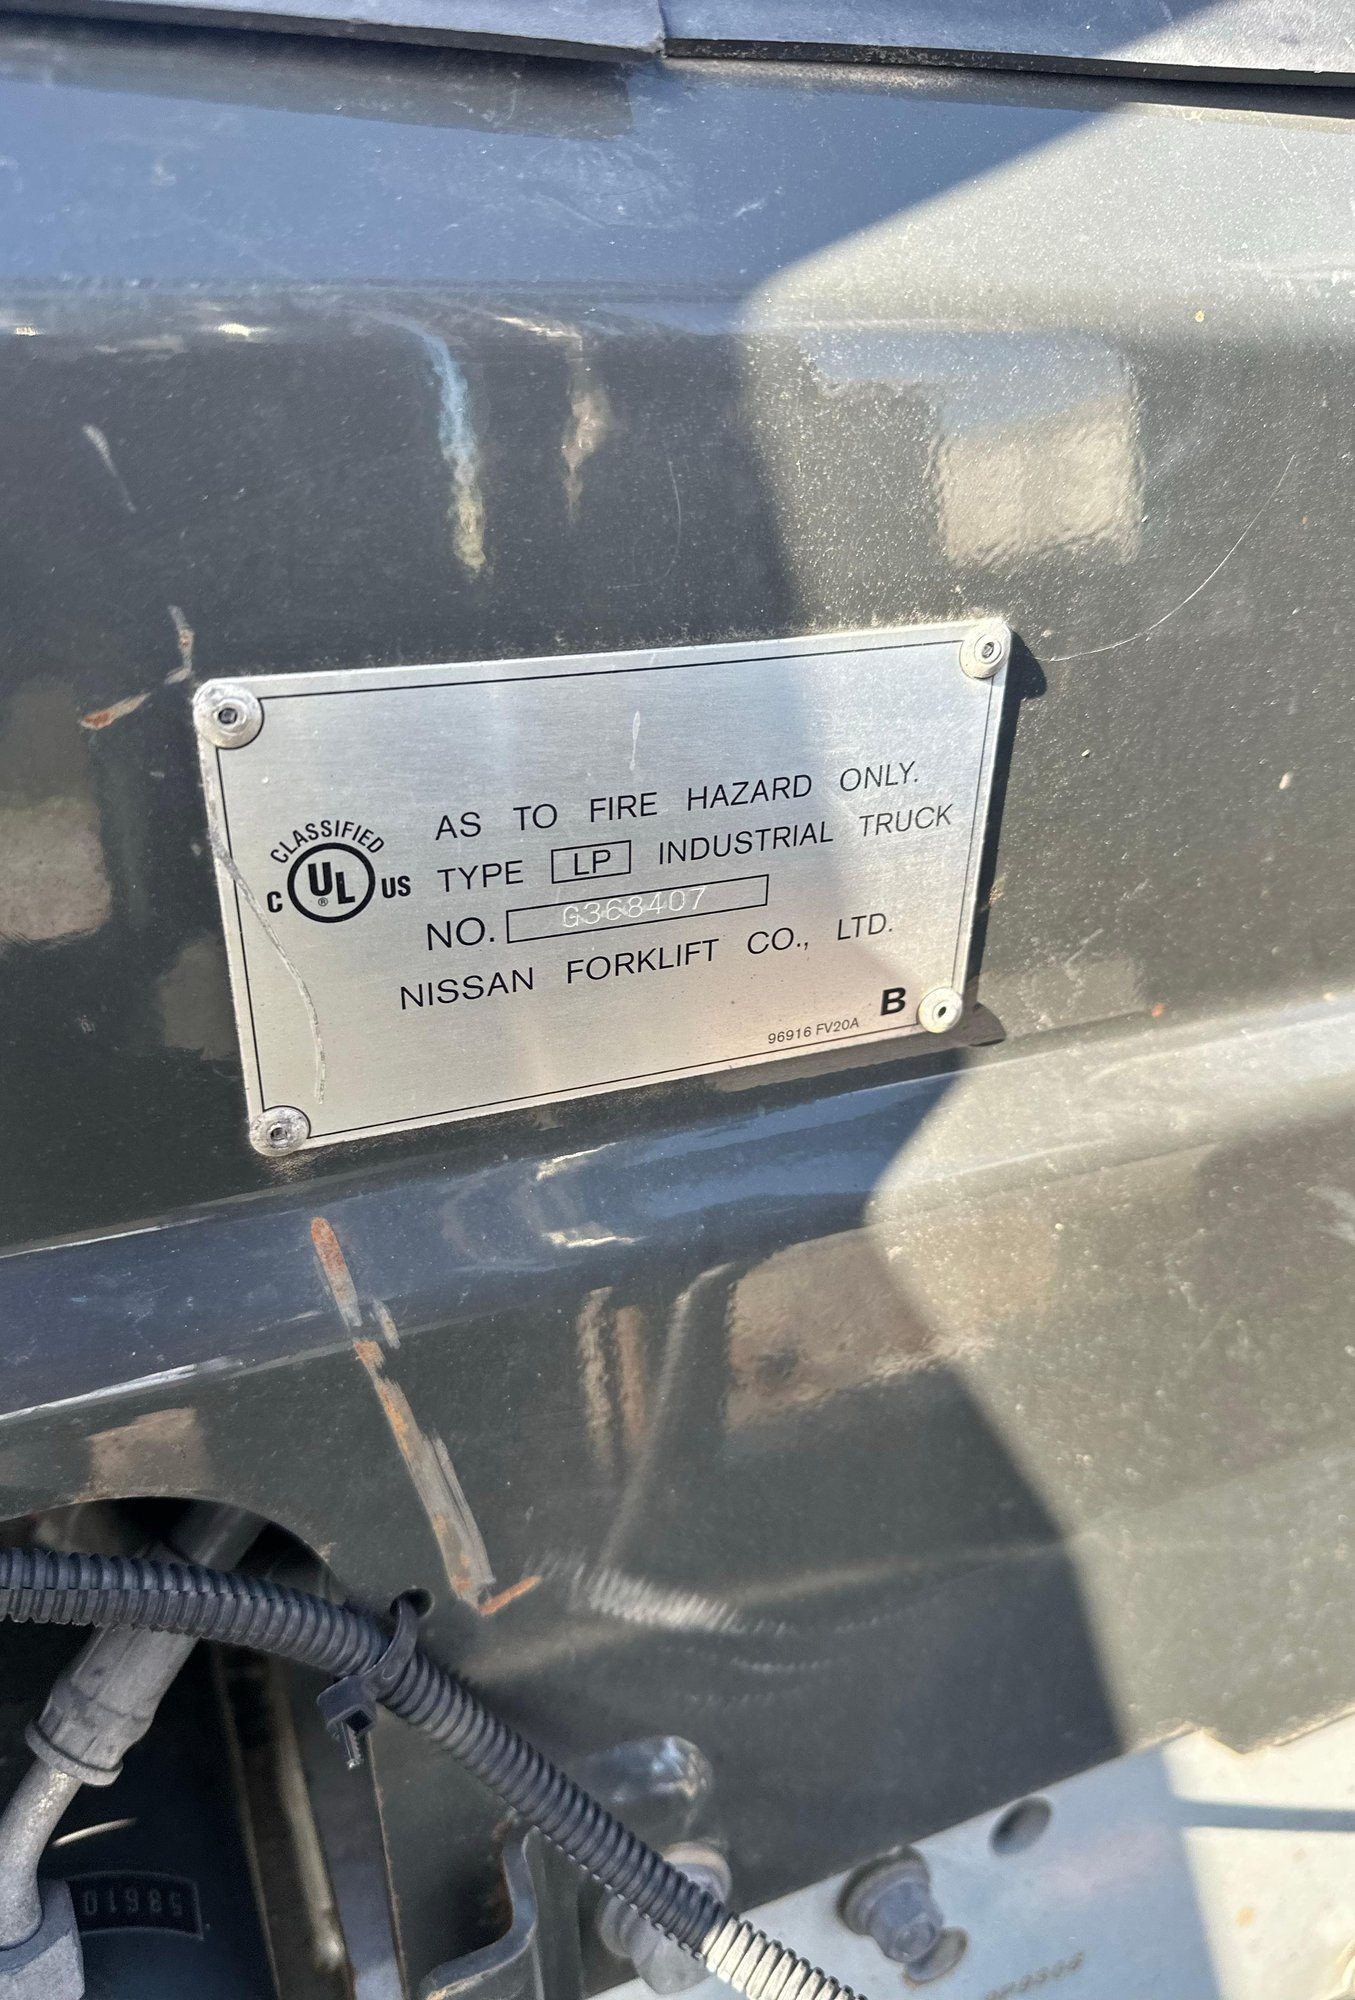 CLASSIFIED
C UL® US
AS TO FIRE HAZARD ONLY.
TYPE LP INDUSTRIAL TRUCK
NO. G368407
NISSAN FORKLIFT CO., LTD.
96916 FV20A B
58610